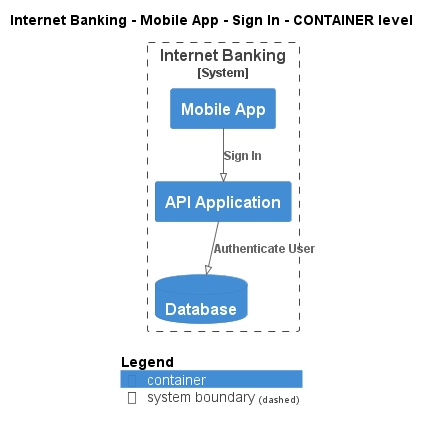 Internet Banking - Mobile App - Sign In - CONTAINER level
Internet Banking
[System]
Mobile App
Sign In
API Application
Authenticate User
Database
Legend
container
system boundary (dashed)